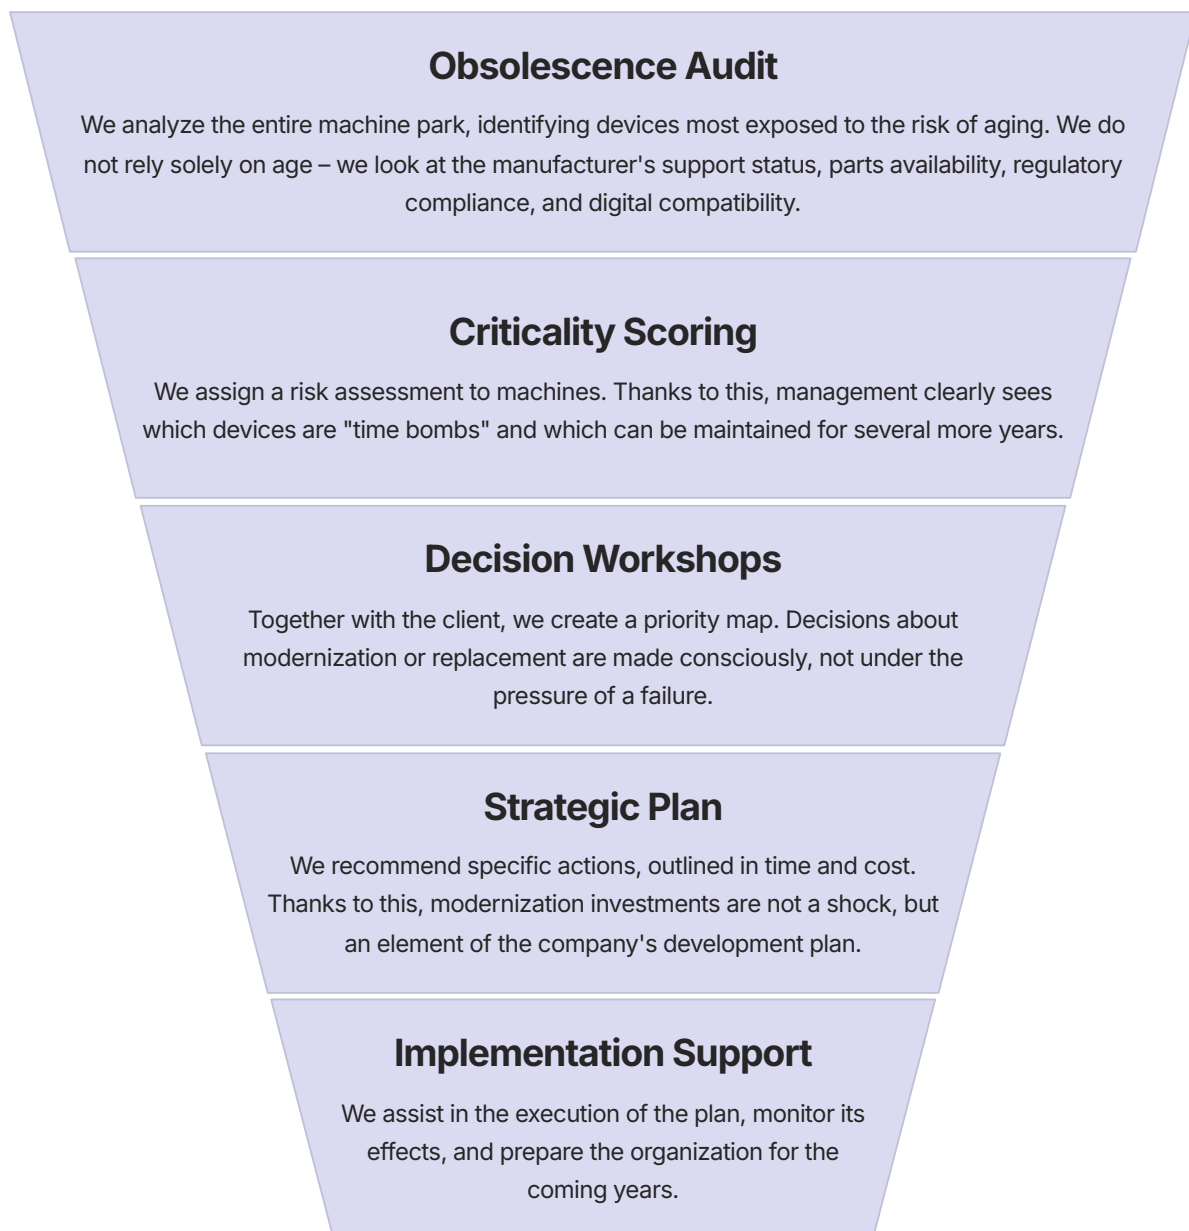 Obsolescence Audit
We analyze the entire machine park, identifying devices most exposed to the risk of aging. We do
not rely solely on age – we look at the manufacturer's support status, parts availability, regulatory
compliance, and digital compatibility.
Criticality Scoring
We assign a risk assessment to machines. Thanks to this, management clearly sees
which devices are "time bombs" and which can be maintained for several more years.
Decision Workshops
Together with the client, we create a priority map. Decisions about
modernization or replacement are made consciously, not under the
pressure of a failure.
Strategic Plan
We recommend specific actions, outlined in time and cost.
Thanks to this, modernization investments are not a shock, but
an element of the company's development plan.
Implementation Support
We assist in the execution of the plan, monitor its
effects, and prepare the organization for the
coming years.